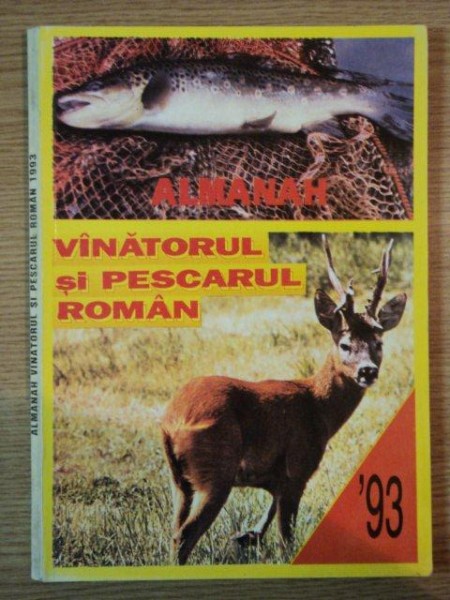 ALMANAH VINATORUL SI PESCARUL ROMAN 1993
ALMANAH
VÎNĂTORUL
şi PESCARUL
ROMÂN
'93